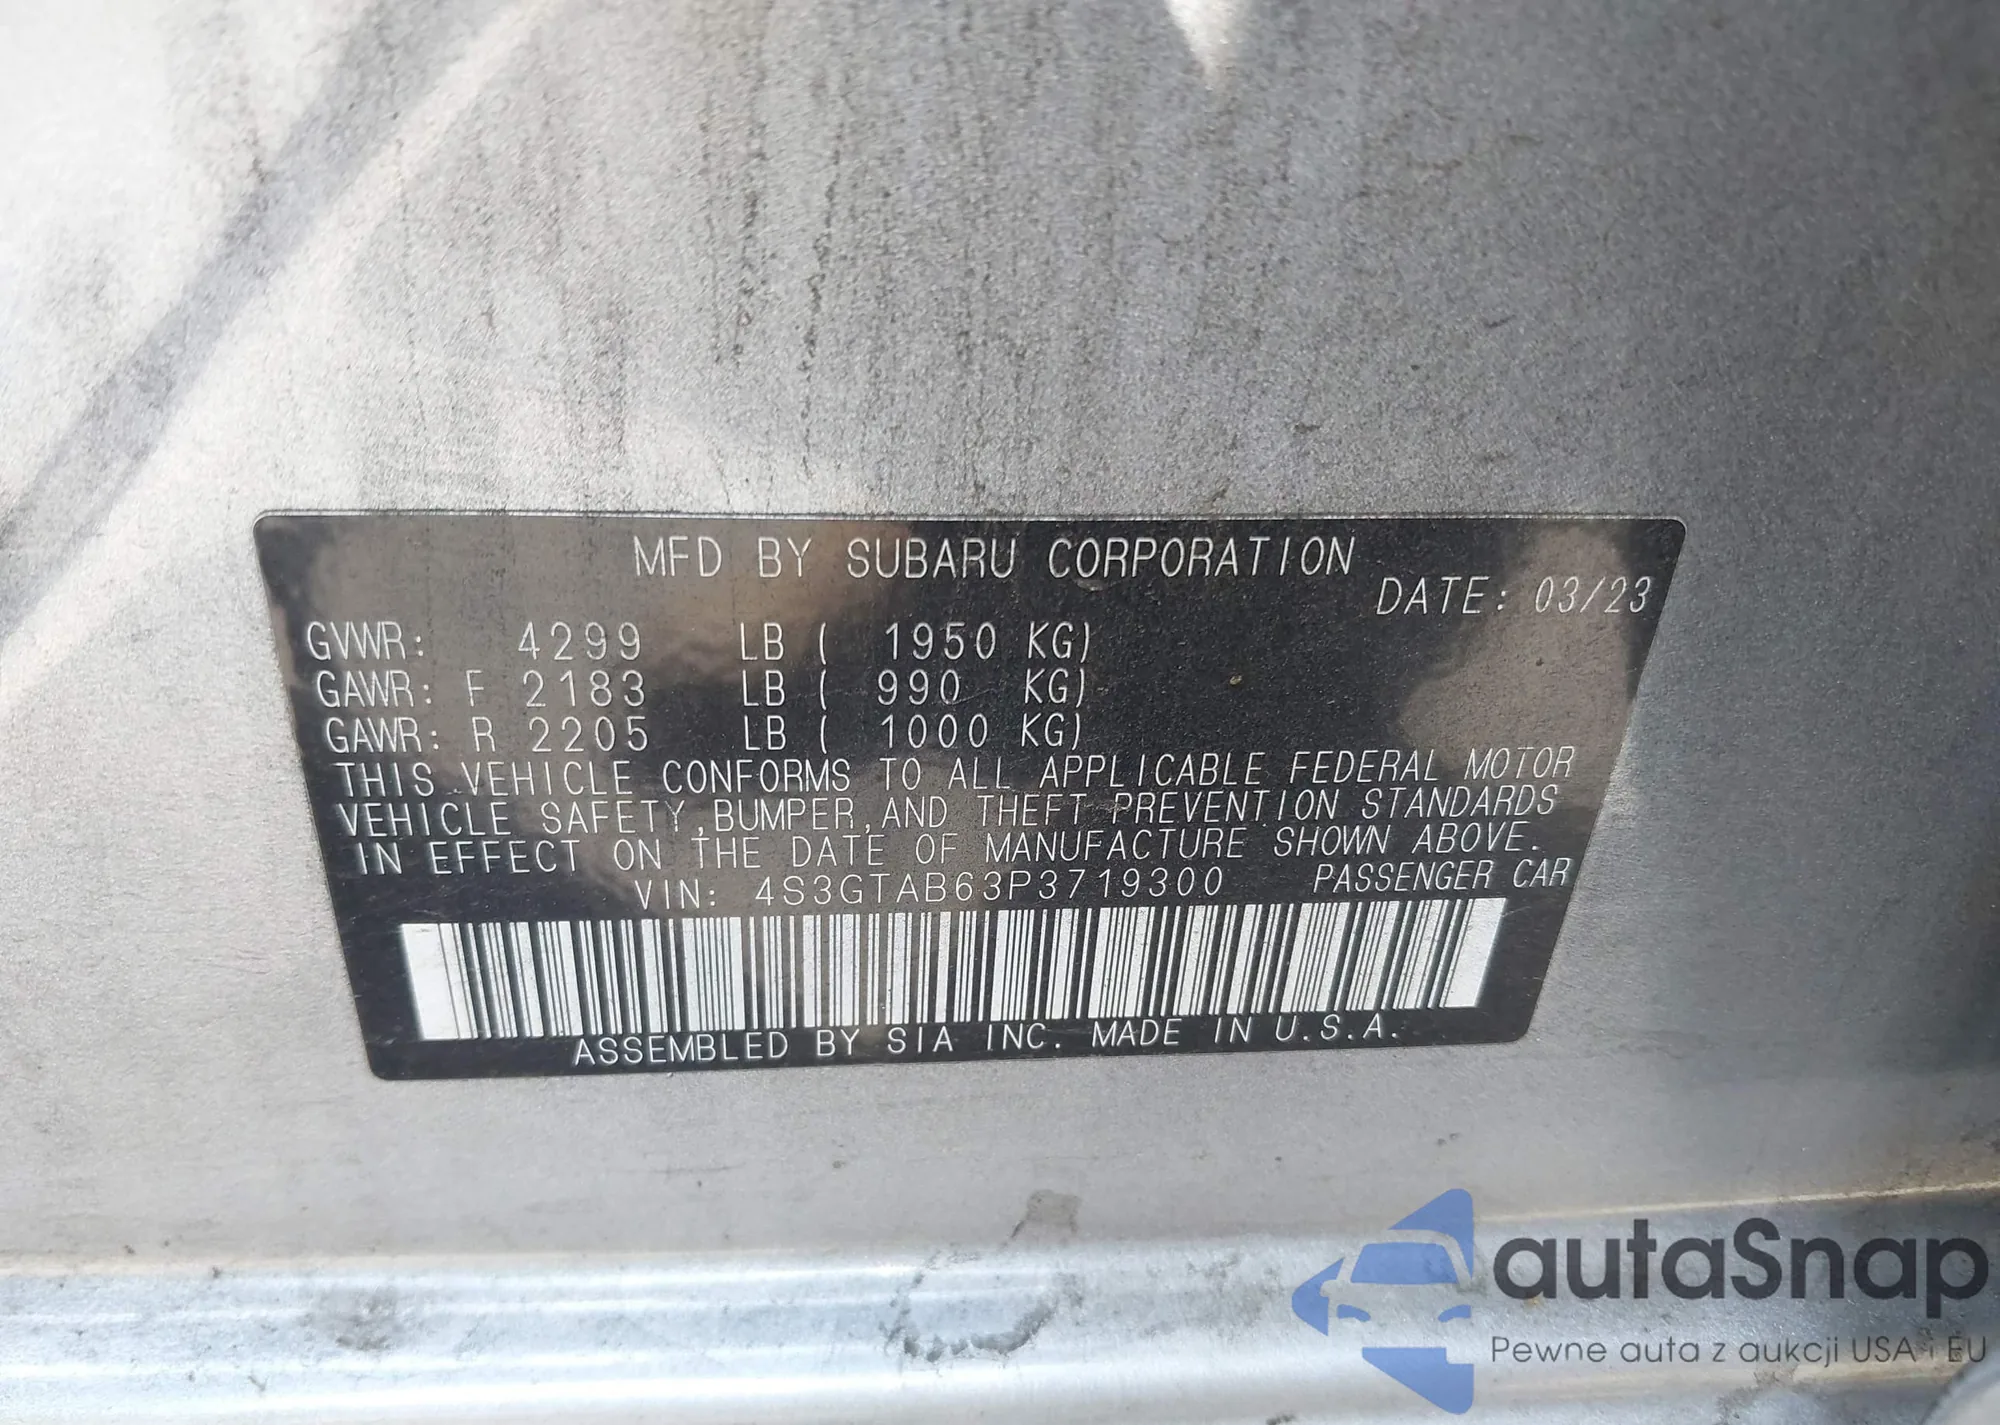 MFD BY SUBARU CORPORATION
DATE: 03/23
GVWR: 4299 LB ( 1950 KG)
GAWR: F 2183 LB ( 990 KG)
GAWR: R 2205 LB ( 1000 KG)
THIS VEHICLE CONFORMS TO ALL APPLICABLE FEDERAL MOTOR
VEHICLE SAFETY,BUMPER,AND THEFT PREVENTION STANDARDS
IN EFFECT ON THE DATE OF MANUFACTURE SHOWN ABOVE.
VIN: 4S3GTAB63P3719300 PASSENGER CAR
ASSEMBLED BY SIA INC. MADE IN U.S.A.
autaSnap
Pewne auta z aukcji USA i EU